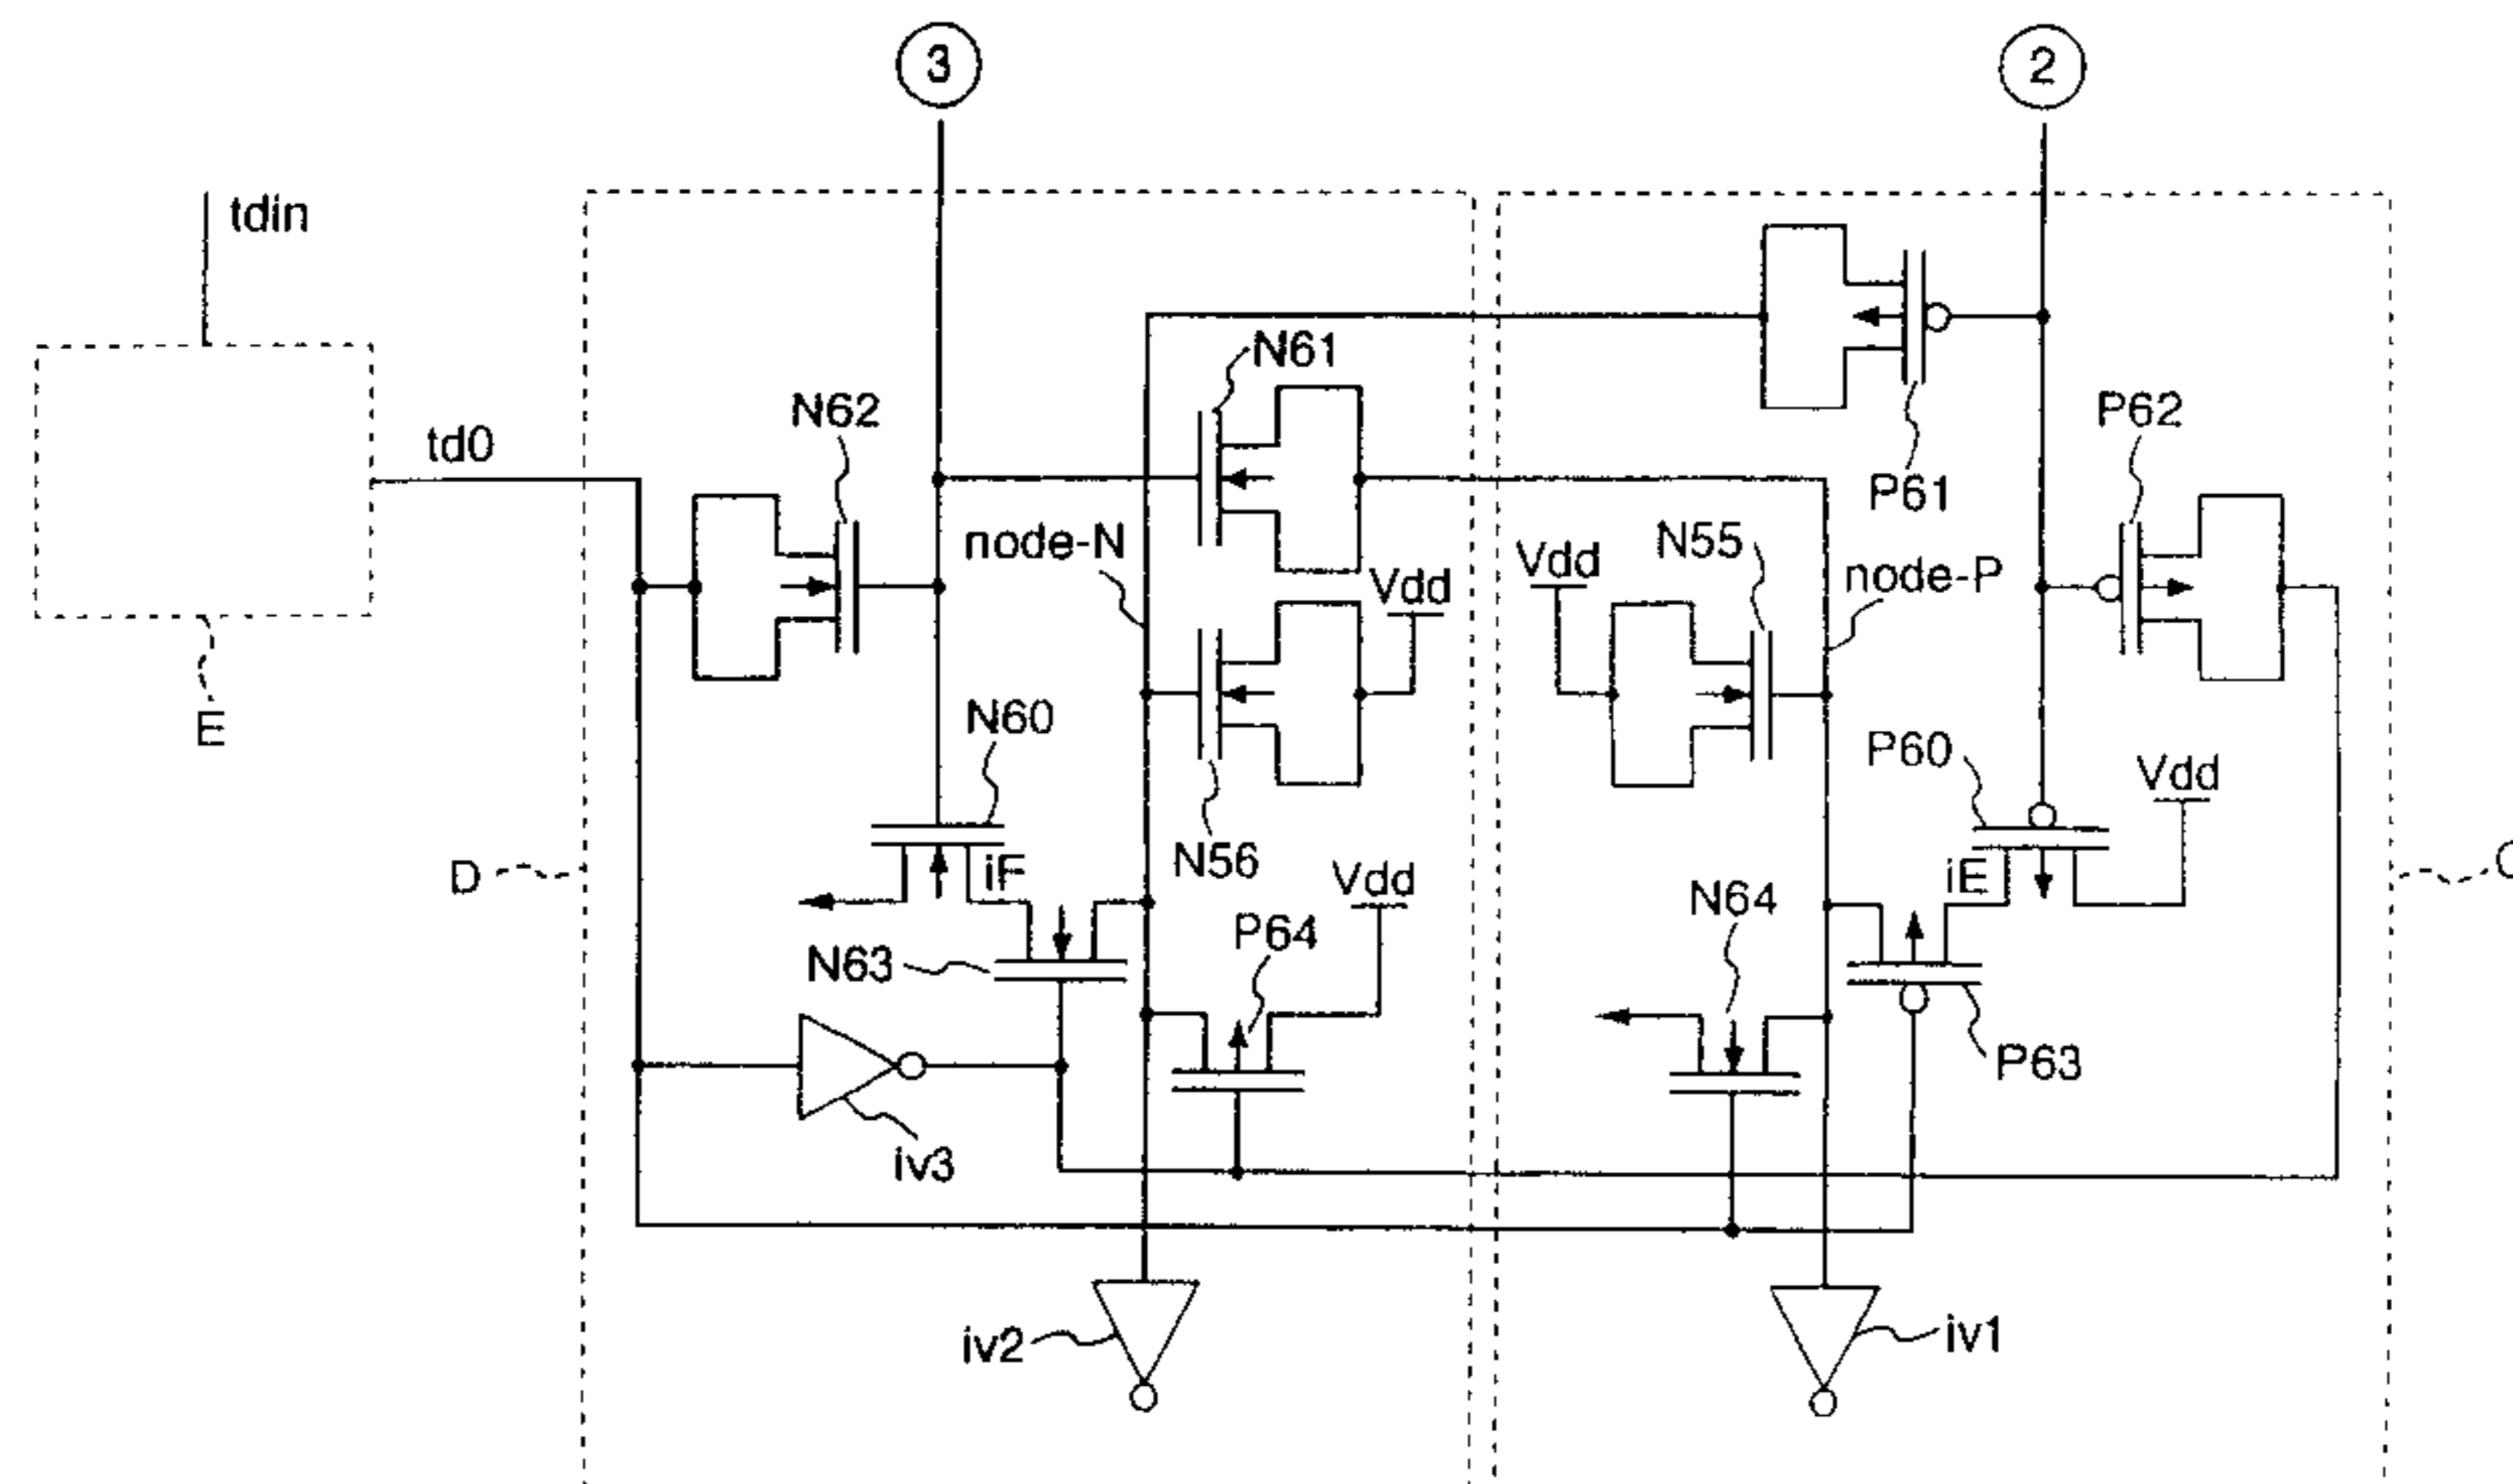 3
2
tdin
N61
N62
P62
td0
P61
node-N
Vdd
Vdd
N55
node-P
E
N60
P60
Vdd
D
iF
N56
Vdd
N64
iE
P64
N63
P63
iv3
iv2
iv1